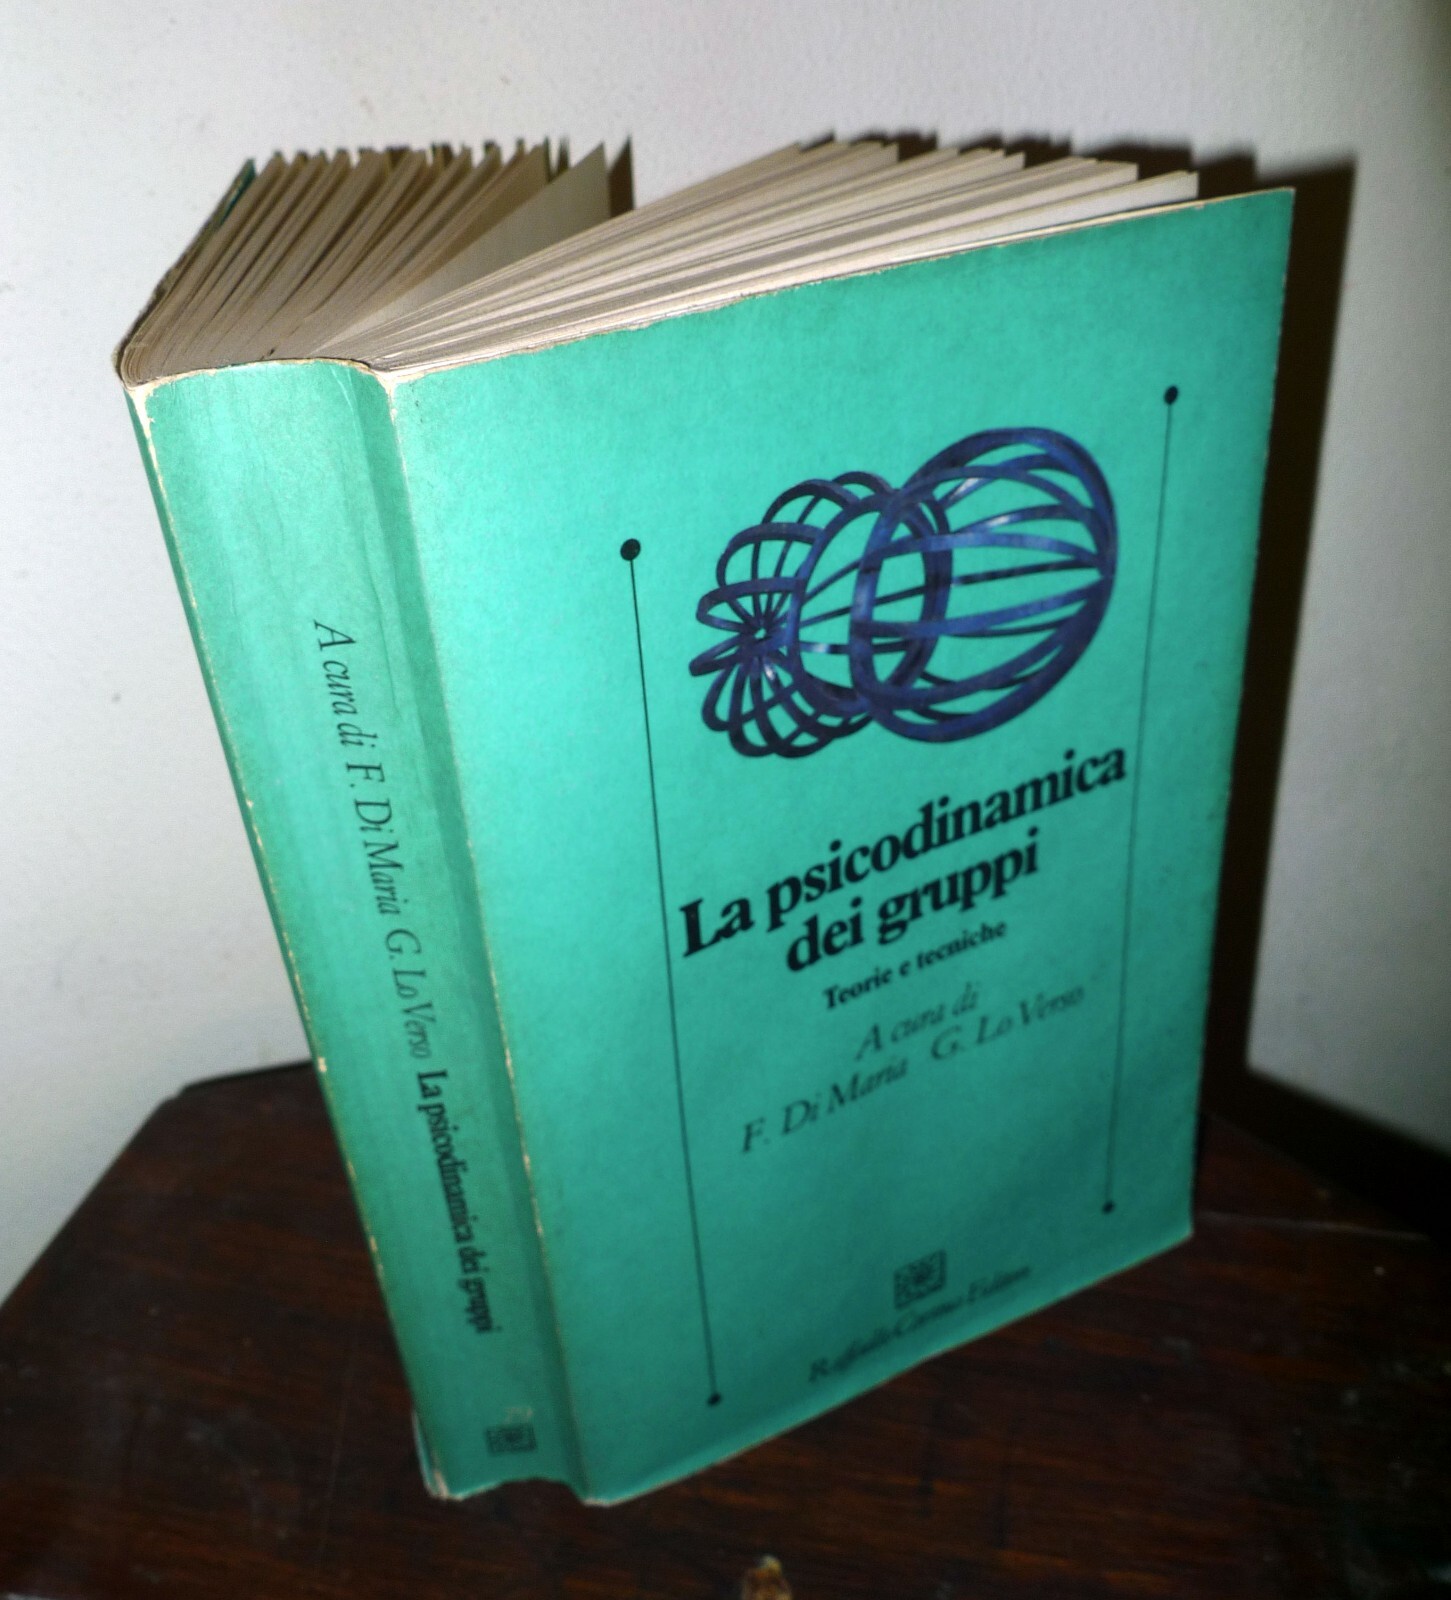 A cura di F. Di Maria G. Lo Verso La psicodinamica dei gruppi
La psicodinamica
dei gruppi
Teorie e tecniche
A cura di
F. Di Maria G. Lo Verso
Raffaello Cortina Editore